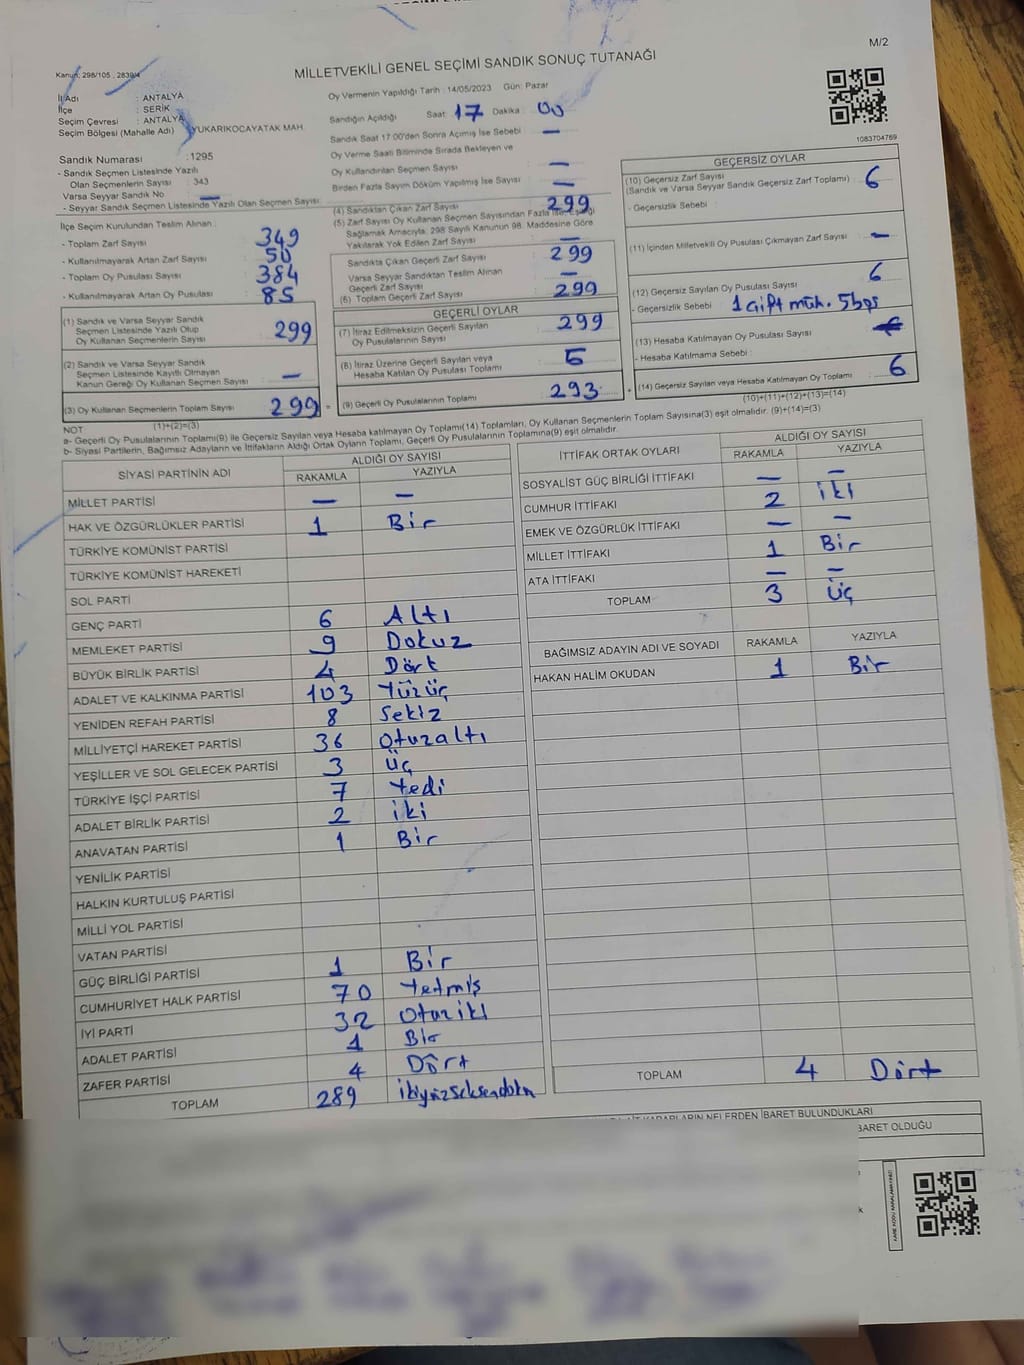 M/2
Kanun: 298/105 , 2839/4
MİLLETVEKİLİ GENEL SEÇİMİ SANDIK SONUÇ TUTANAĞI
İl Adı : ANTALYA
İlçe : SERİK
Seçim Çevresi : ANTALYA
Seçim Bölgesi (Mahalle Adı) YUKARIKOCAYATAK MAH.
Sandık Numarası : 1295
- Sandık Seçmen Listesinde Yazılı
Olan Seçmenlerin Sayısı : 343
Varsa Seyyar Sandık No : —
- Seyyar Sandık Seçmen Listesinde Yazılı Olan Seçmen Sayısı:
Oy Vermenin Yapıldığı Tarih : 14/05/2023 Gün: Pazar
Sandığın Açıldığı Saat: 17 Dakika : 00
Sandık Saat 17:00'den Sonra Açılmış İse Sebebi —
Oy Verme Saati Bitiminde Sırada Bekleyen ve
Oy Kullandırılan Seçmen Sayısı : —
Birden Fazla Sayım Döküm Yapılmış İse Sayısı : —
1083704769
İlçe Seçim Kurulundan Teslim Alınan :
- Toplam Zarf Sayısı : 349
- Kullanılmayarak Artan Zarf Sayısı : 50
- Toplam Oy Pusulası Sayısı : 384
- Kullanılmayarak Artan Oy Pusulası : 85
(1) Sandık ve Varsa Seyyar Sandık
Seçmen Listesinde Yazılı Olup
Oy Kullanan Seçmenlerin Sayısı : 299
(2) Sandık ve Varsa Seyyar Sandık
Seçmen Listesinde Kayıtlı Olmayan
Kanun Gereği Oy Kullanan Seçmen Sayısı : —
(3) Oy Kullanan Seçmenlerin Toplam Sayısı : 299
(1)+(2)=(3)
(4) Sandıktan Çıkan Zarf Sayısı : 299
(5) Zarf Sayısı Oy Kullanan Seçmen Sayısından Fazla ise, Eşitliği
Sağlamak Amacıyla; 298 Sayılı Kanunun 98. Maddesine Göre
Yakılarak Yok Edilen Zarf Sayısı : —
Sandıkta Çıkan Geçerli Zarf Sayısı : 299
Varsa Seyyar Sandıktan Teslim Alınan
Geçerli Zarf Sayısı : —
(6) Toplam Geçerli Zarf Sayısı : 299
GEÇERLİ OYLAR
(7) İtiraz Edilmeksizin Geçerli Sayılan
Oy Pusulalarının Sayısı : 299
(8) İtiraz Üzerine Geçerli Sayılan veya
Hesaba Katılan Oy Pusulası Toplamı :
(9) Geçerli Oy Pusulalarının Toplamı : 293
GEÇERSİZ OYLAR
(10) Geçersiz Zarf Sayısı
(Sandık ve Varsa Seyyar Sandık Geçersiz Zarf Toplamı) : 6
- Geçersizlik Sebebi :
(11) İçinden Milletvekili Oy Pusulası Çıkmayan Zarf Sayısı : —
(12) Geçersiz Sayılan Oy Pusulası Sayısı : 6
- Geçersizlik Sebebi : 1 Çift müh. 5 boş
(13) Hesaba Katılmayan Oy Pusulası Sayısı :
- Hesaba Katılmama Sebebi :
(14) Geçersiz Sayılan veya Hesaba Katılmayan Oy Toplamı : 6
(10)+(11)+(12)+(13)=(14)
NOT
a- Geçerli Oy Pusulalarının Toplamı(9) ile Geçersiz Sayılan veya Hesaba katılmayan Oy Toplamı(14) Toplamları, Oy Kullanan Seçmenlerin Toplam Sayısına(3) eşit olmalıdır. (9)+(14)=(3)
b- Siyasi Partilerin, Bağımsız Adayların ve İttifakların Aldığı Ortak Oyların Toplamı, Geçerli Oy Pusulalarının Toplamına(9) eşit olmalıdır.
SİYASİ PARTİNİN ADI ALDIĞI OY SAYISI
RAKAMLA YAZIYLA
MİLLET PARTİSİ — —
HAK VE ÖZGÜRLÜKLER PARTİSİ 1 Bir
TÜRKİYE KOMÜNİST PARTİSİ
TÜRKİYE KOMÜNİST HAREKETİ
SOL PARTİ
GENÇ PARTİ 6 Altı
MEMLEKET PARTİSİ 9 Dokuz
BÜYÜK BİRLİK PARTİSİ 4 Dört
ADALET VE KALKINMA PARTİSİ 103 Yüzüç
YENİDEN REFAH PARTİSİ 8 Sekiz
MİLLİYETÇİ HAREKET PARTİSİ 36 Otuzaltı
YEŞİLLER VE SOL GELECEK PARTİSİ 3 Üç
TÜRKİYE İŞÇİ PARTİSİ 7 Yedi
ADALET BİRLİK PARTİSİ 2 iki
ANAVATAN PARTİSİ 1 Bir
YENİLİK PARTİSİ
HALKIN KURTULUŞ PARTİSİ
MİLLİ YOL PARTİSİ
VATAN PARTİSİ
GÜÇ BİRLİĞİ PARTİSİ 1 Bir
CUMHURİYET HALK PARTİSİ 70 Yetmiş
İYİ PARTİ 32 Otuziki
ADALET PARTİSİ 1 Bir
ZAFER PARTİSİ 4 Dört
TOPLAM 289 ikiyüzseksendokuz
İTTİFAK ORTAK OYLARI ALDIĞI OY SAYISI
RAKAMLA YAZIYLA
SOSYALİST GÜÇ BİRLİĞİ İTTİFAKI — —
CUMHUR İTTİFAKI 2 iki
EMEK VE ÖZGÜRLÜK İTTİFAKI — —
MİLLET İTTİFAKI 1 Bir
ATA İTTİFAKI — —
TOPLAM 3 Üç
BAĞIMSIZ ADAYIN ADI VE SOYADI RAKAMLA YAZIYLA
HAKAN HALİM OKUDAN 1 Bir
TOPLAM 4 Dört
KARARLARIN NELERDEN İBARET BULUNDUKLARI
BARET OLDUĞU